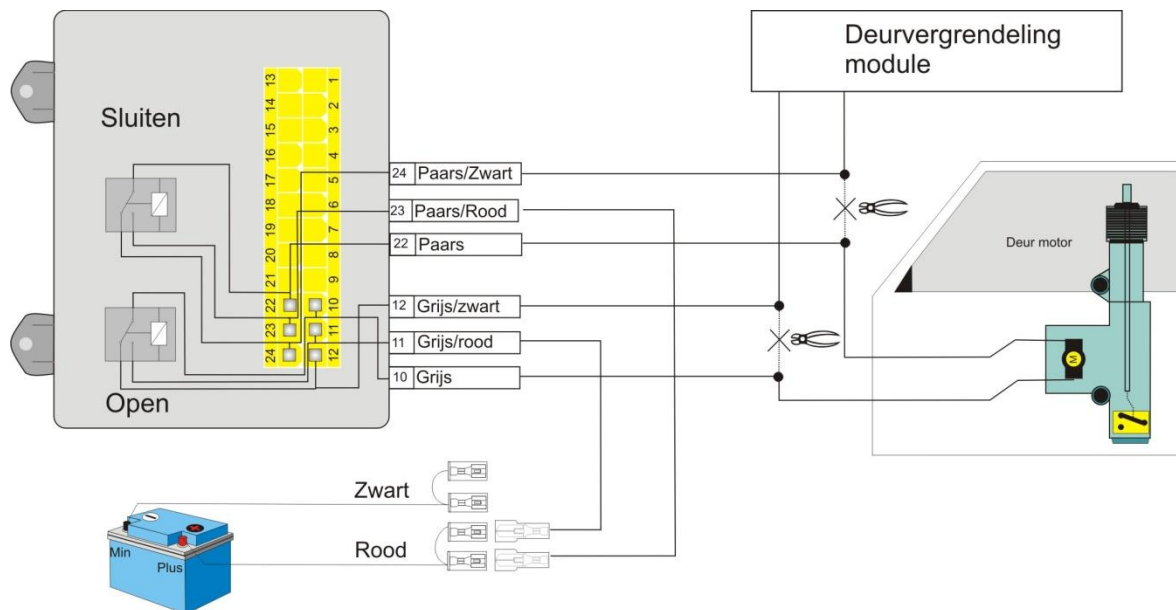 Deurvergrendeling
module
Sluiten
13
14
15
16
17
18
19
20
21
22
23
24
1
2
3
4
5
6
7
8
9
10
11
12
24 Paars/Zwart
23 Paars/Rood
22 Paars
12 Grijs/zwart
11 Grijs/rood
10 Grijs
Open
Deur motor
M
Zwart
Rood
Min
Plus